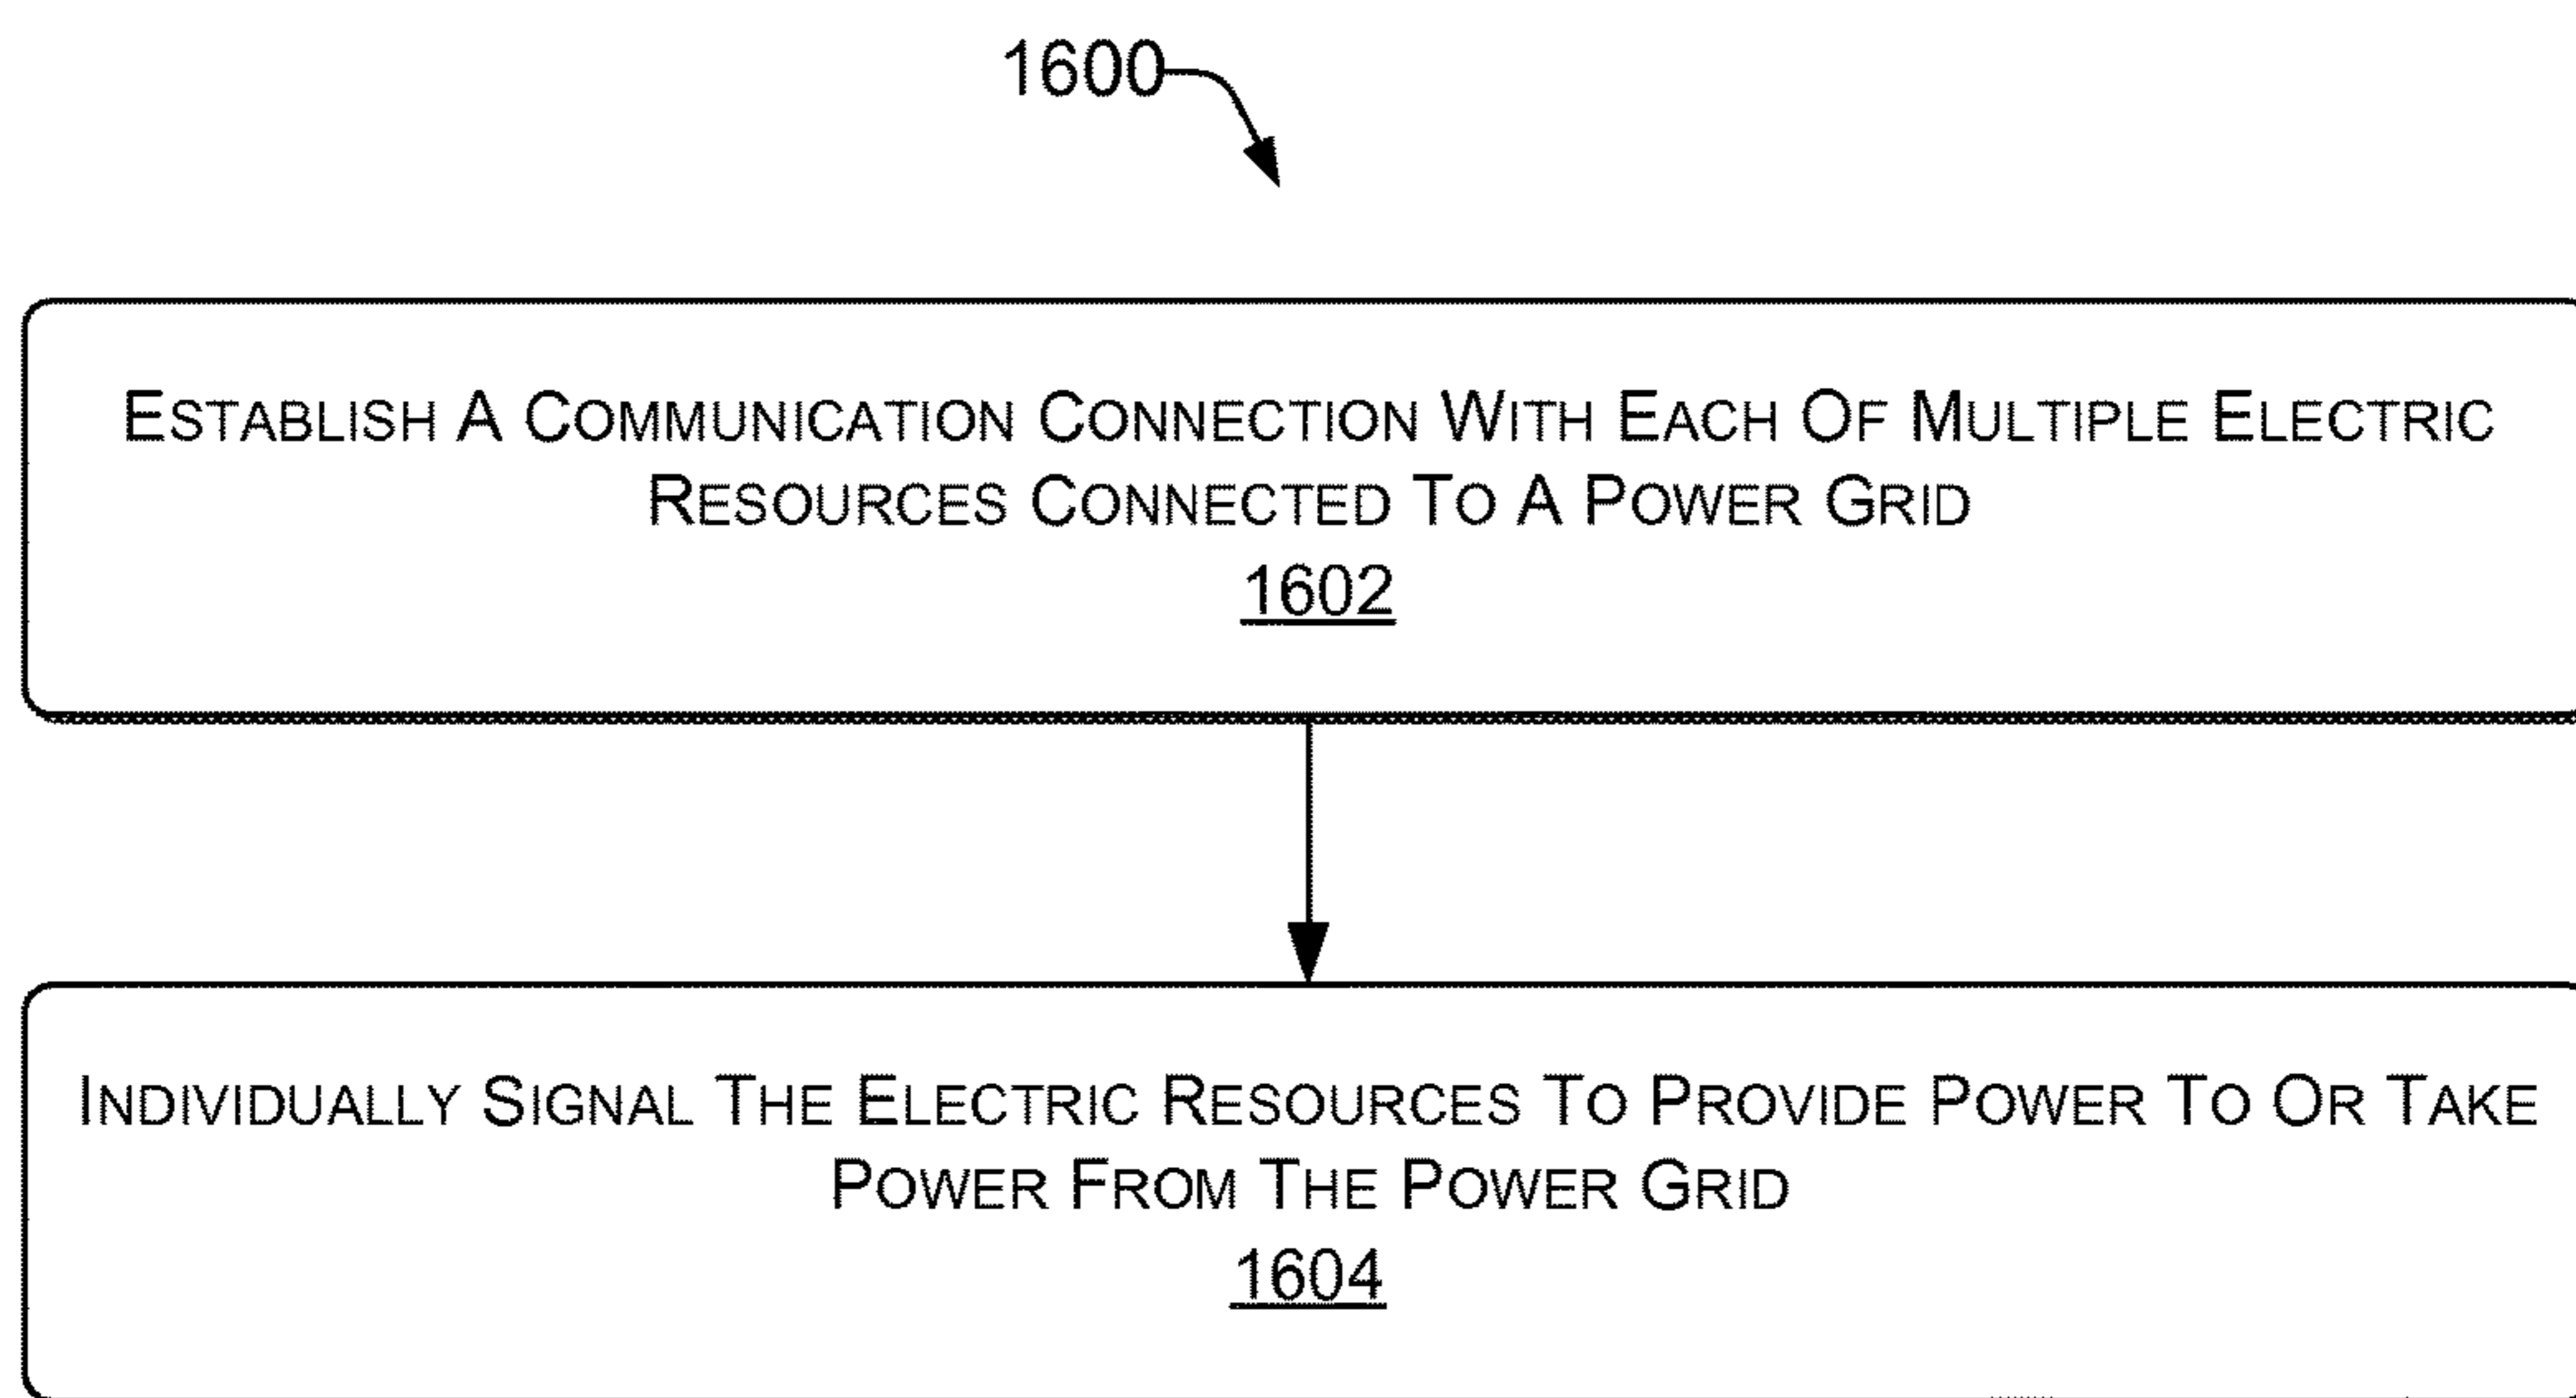 1600
Establish A Communication Connection With Each Of Multiple Electric
Resources Connected To A Power Grid
1602
Individually Signal The Electric Resources To Provide Power To Or Take
Power From The Power Grid
1604